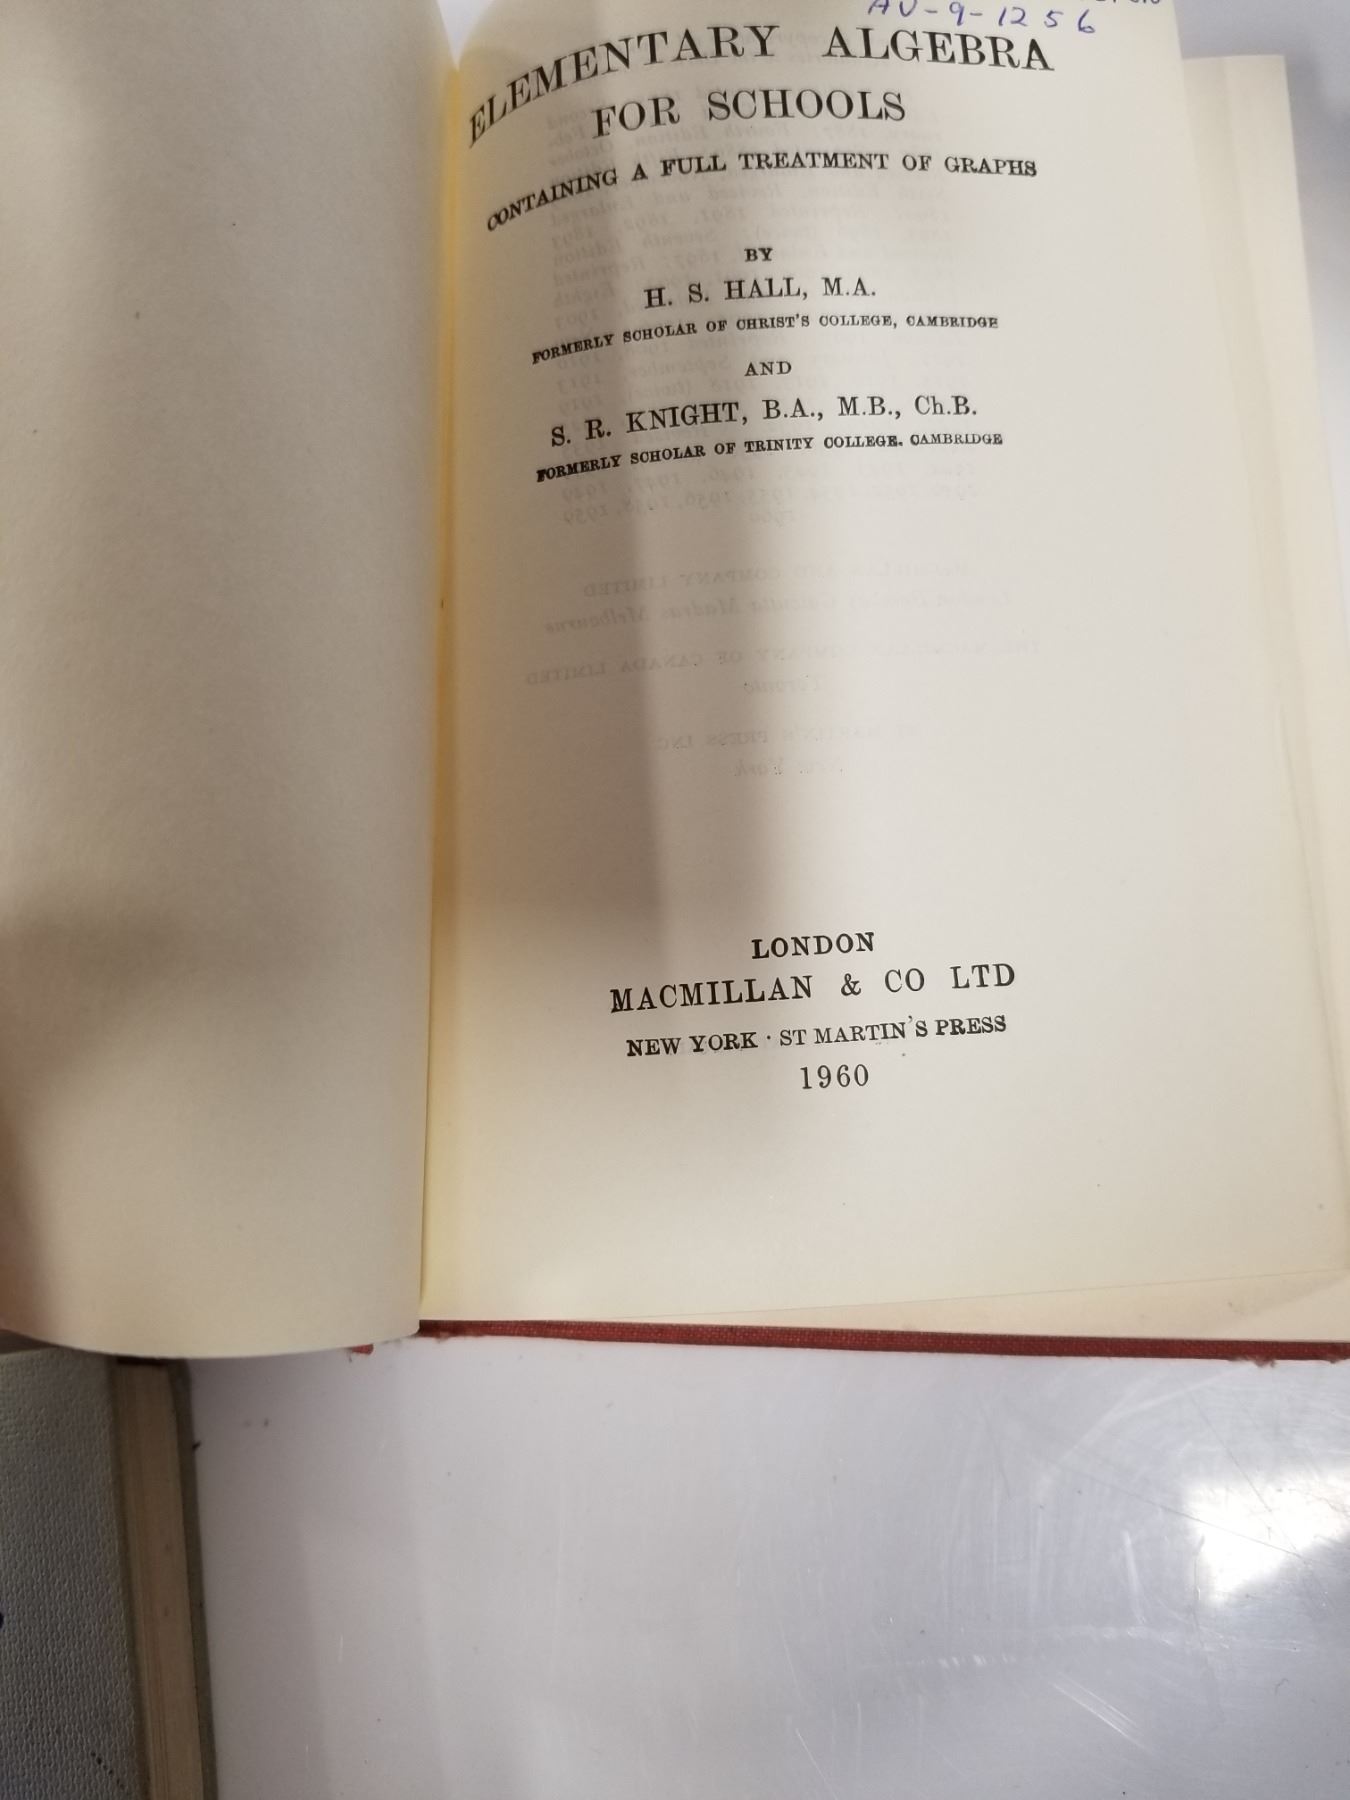 AU-9-1256
ELEMENTARY ALGEBRA
FOR SCHOOLS
CONTAINING A FULL TREATMENT OF GRAPHS
BY
H. S. HALL, M.A.
FORMERLY SCHOLAR OF CHRIST'S COLLEGE, CAMBRIDGE
AND
S. R. KNIGHT, B.A., M.B., Ch.B.
FORMERLY SCHOLAR OF TRINITY COLLEGE. CAMBRIDGE
LONDON
MACMILLAN & CO LTD
NEW YORK · ST MARTIN'S PRESS
1960